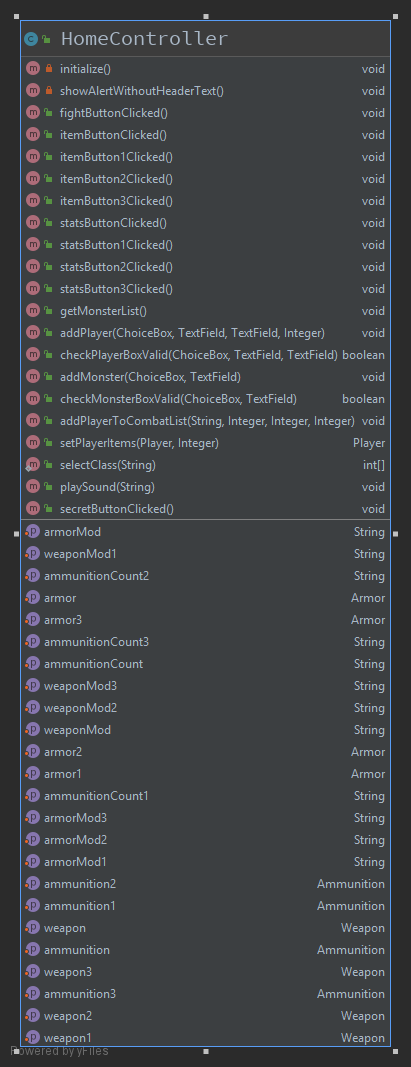 HomeController
initialize() void
showAlertWithoutHeaderText() void
fightButtonClicked() void
itemButtonClicked() void
itemButton1Clicked() void
itemButton2Clicked() void
itemButton3Clicked() void
statsButtonClicked() void
statsButton1Clicked() void
statsButton2Clicked() void
statsButton3Clicked() void
getMonsterList() void
addPlayer(ChoiceBox, TextField, TextField, Integer) void
checkPlayerBoxValid(ChoiceBox, TextField, TextField) boolean
addMonster(ChoiceBox, TextField) void
checkMonsterBoxValid(ChoiceBox, TextField) boolean
addPlayerToCombatList(String, Integer, Integer, Integer) void
setPlayerItems(Player, Integer) Player
selectClass(String) int[]
playSound(String) void
secretButtonClicked() void
armorMod String
weaponMod1 String
ammunitionCount2 String
armor Armor
armor3 Armor
ammunitionCount3 String
ammunitionCount String
weaponMod3 String
weaponMod2 String
weaponMod String
armor2 Armor
armor1 Armor
ammunitionCount1 String
armorMod3 String
armorMod2 String
armorMod1 String
ammunition2 Ammunition
ammunition1 Ammunition
weapon Weapon
ammunition Ammunition
weapon3 Weapon
ammunition3 Ammunition
weapon2 Weapon
weapon1 Weapon
Powered by yFiles